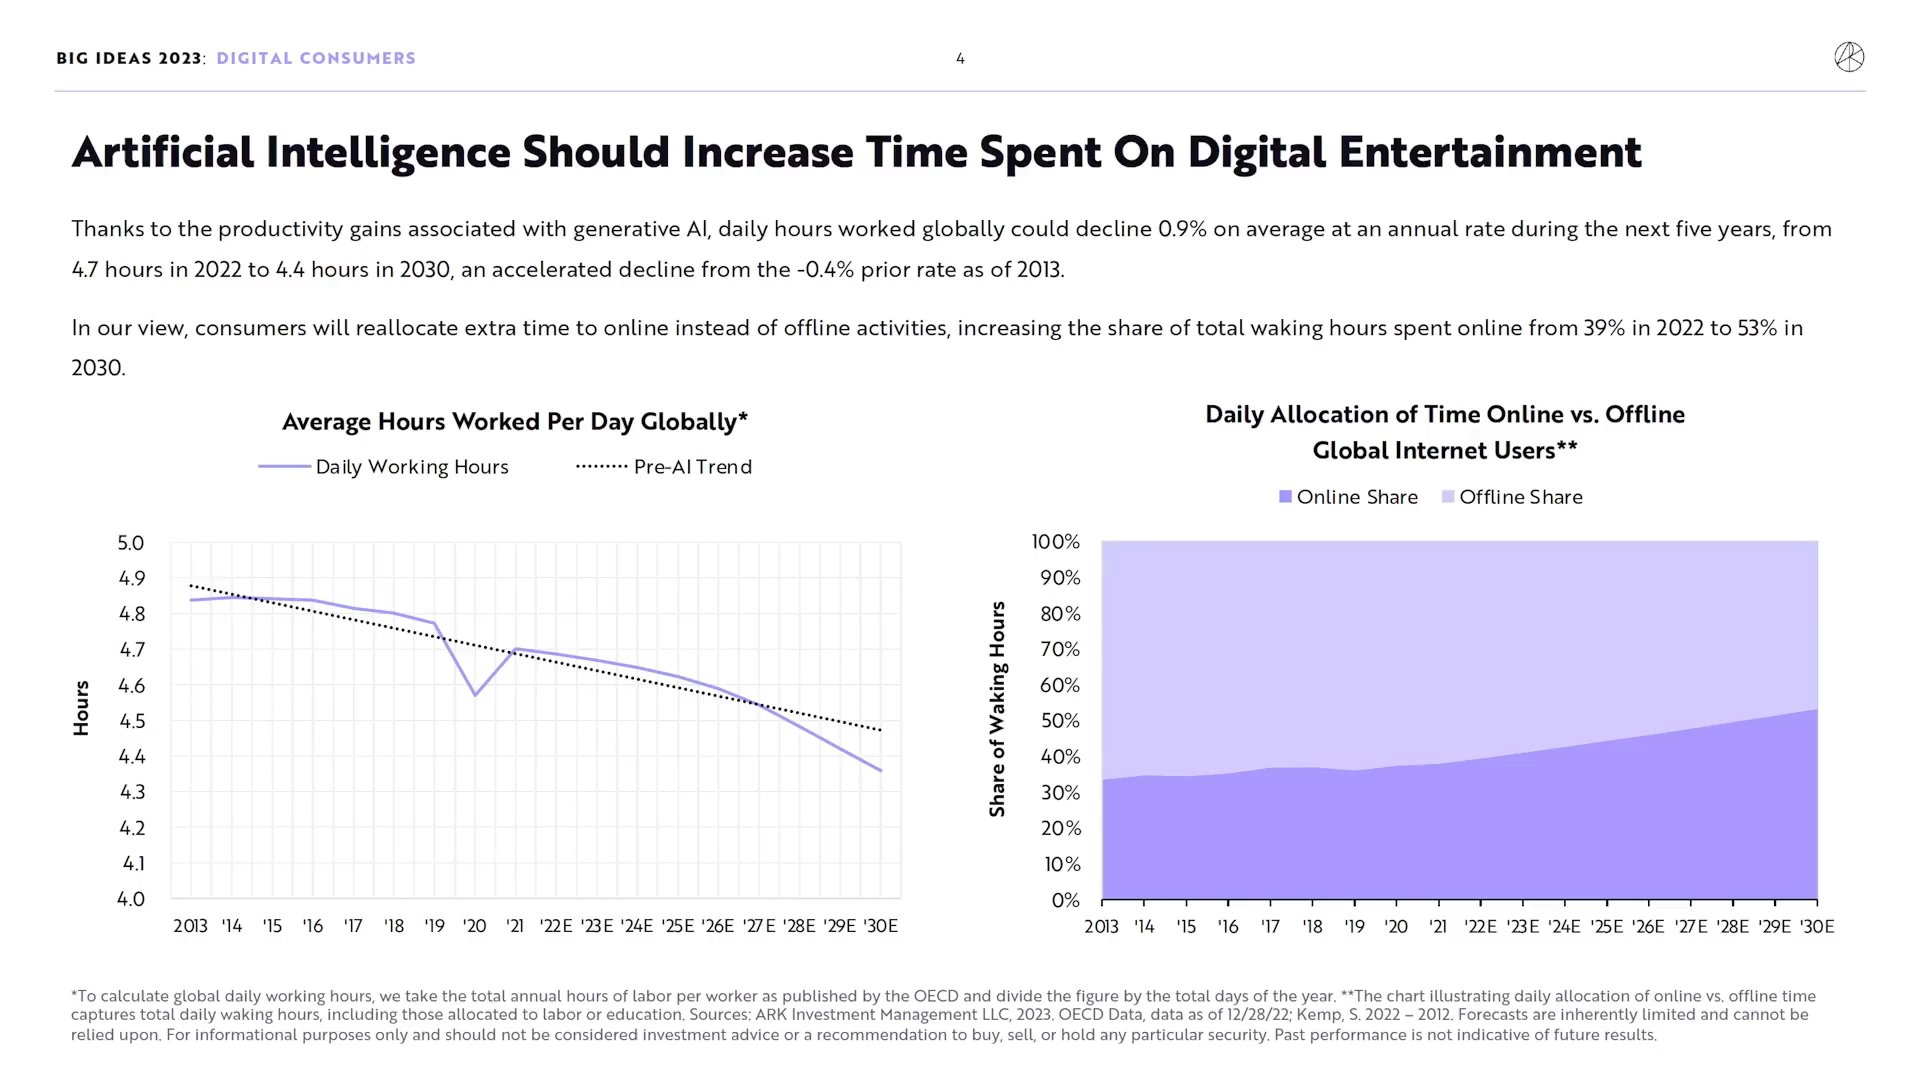 BIG IDEAS 2023: DIGITAL CONSUMERS
4
Artificial Intelligence Should Increase Time Spent On Digital Entertainment
Thanks to the productivity gains associated with generative AI, daily hours worked globally could decline 0.9% on average at an annual rate during the next five years, from
4.7 hours in 2022 to 4.4 hours in 2030, an accelerated decline from the -0.4% prior rate as of 2013.
In our view, consumers will reallocate extra time to online instead of offline activities, increasing the share of total waking hours spent online from 39% in 2022 to 53% in
2030.
Average Hours Worked Per Day Globally*
Daily Working Hours
Pre-AI Trend
Hours
5.0
4.9
4.8
4.7
4.6
4.5
4.4
4.3
4.2
4.1
4.0
2013 '14 '15 '16 '17 '18 '19 '20 '21 '22E '23E '24E '25E '26E '27E '28E '29E '30E
Daily Allocation of Time Online vs. Offline
Global Internet Users**
Online Share
Offline Share
Share of Waking Hours
100%
90%
80%
70%
60%
50%
40%
30%
20%
10%
0%
2013 '14 '15 '16 '17 '18 '19 '20 '21 '22E '23E '24E '25E '26E '27E '28E '29E '30E
*To calculate global daily working hours, we take the total annual hours of labor per worker as published by the OECD and divide the figure by the total days of the year. **The chart illustrating daily allocation of online vs. offline time
captures total daily waking hours, including those allocated to labor or education. Sources: ARK Investment Management LLC, 2023. OECD Data, data as of 12/28/22; Kemp, S. 2022 – 2012. Forecasts are inherently limited and cannot be
relied upon. For informational purposes only and should not be considered investment advice or a recommendation to buy, sell, or hold any particular security. Past performance is not indicative of future results.